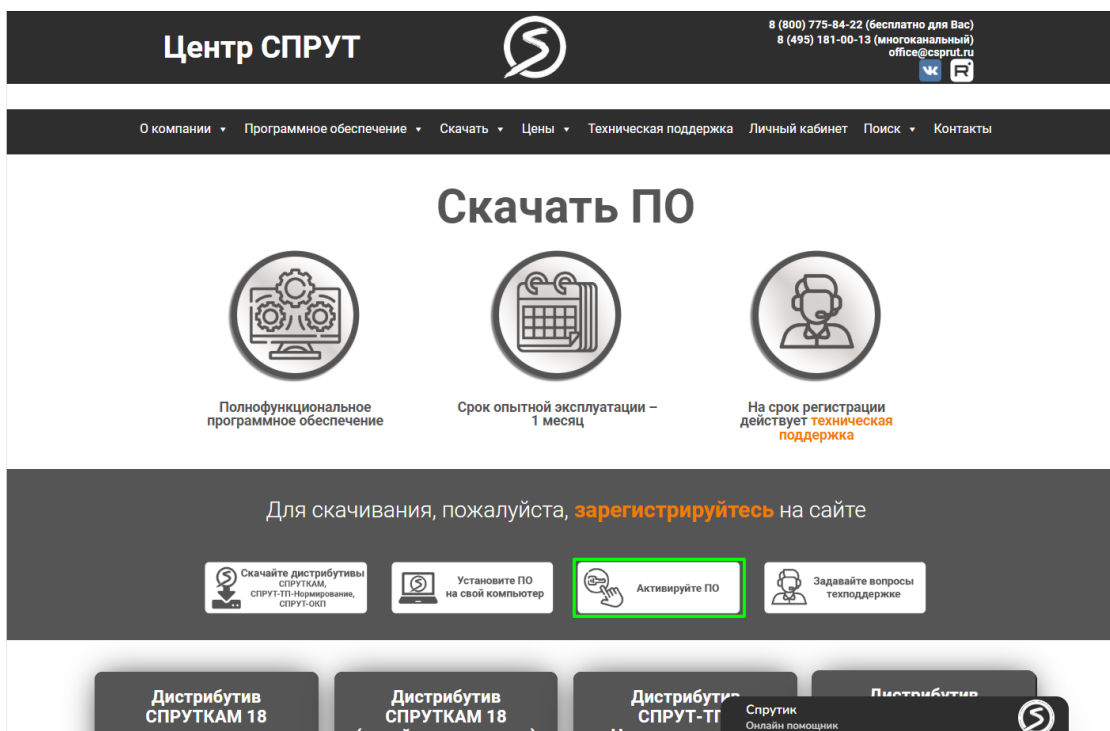 Центр СПРУТ
8 (800) 775-84-22 (бесплатно для Вас)
8 (495) 181-00-13 (многоканальный)
office@csprut.ru
О компании Программное обеспечение Скачать Цены Техническая поддержка Личный кабинет Поиск Контакты
Скачать ПО
Полнофункциональное
программное обеспечение
Срок опытной эксплуатации –
1 месяц
На срок регистрации
действует техническая
поддержка
Для скачивания, пожалуйста, зарегистрируйтесь на сайте
Скачайте дистрибутивы
СПРУТКАМ,
СПРУТ-ТП-Нормирование,
СПРУТ-ОКП
Установите ПО
на свой компьютер
Активируйте ПО
Задавайте вопросы
техподдержке
Дистрибутив
СПРУТКАМ 18
Дистрибутив
СПРУТКАМ 18
Дистрибутив
СПРУТ-ТП
Дистрибутив
Спрутик
Онлайн помощник